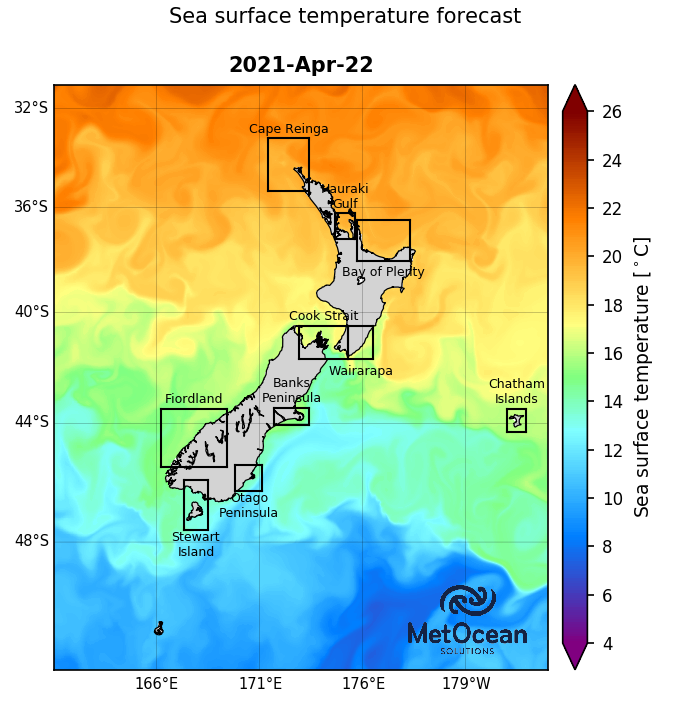 Sea surface temperature forecast
2021-Apr-22
32°S
36°S
40°S
44°S
48°S
166°E
171°E
176°E
179°W
Cape Reinga
Hauraki
Gulf
Bay of Plenty
Cook Strait
Wairarapa
Banks
Peninsula
Fiordland
Chatham
Islands
Otago
Peninsula
Stewart
Island
MetOcean
SOLUTIONS
26
24
22
20
18
16
14
12
10
8
6
4
Sea surface temperature [°C]